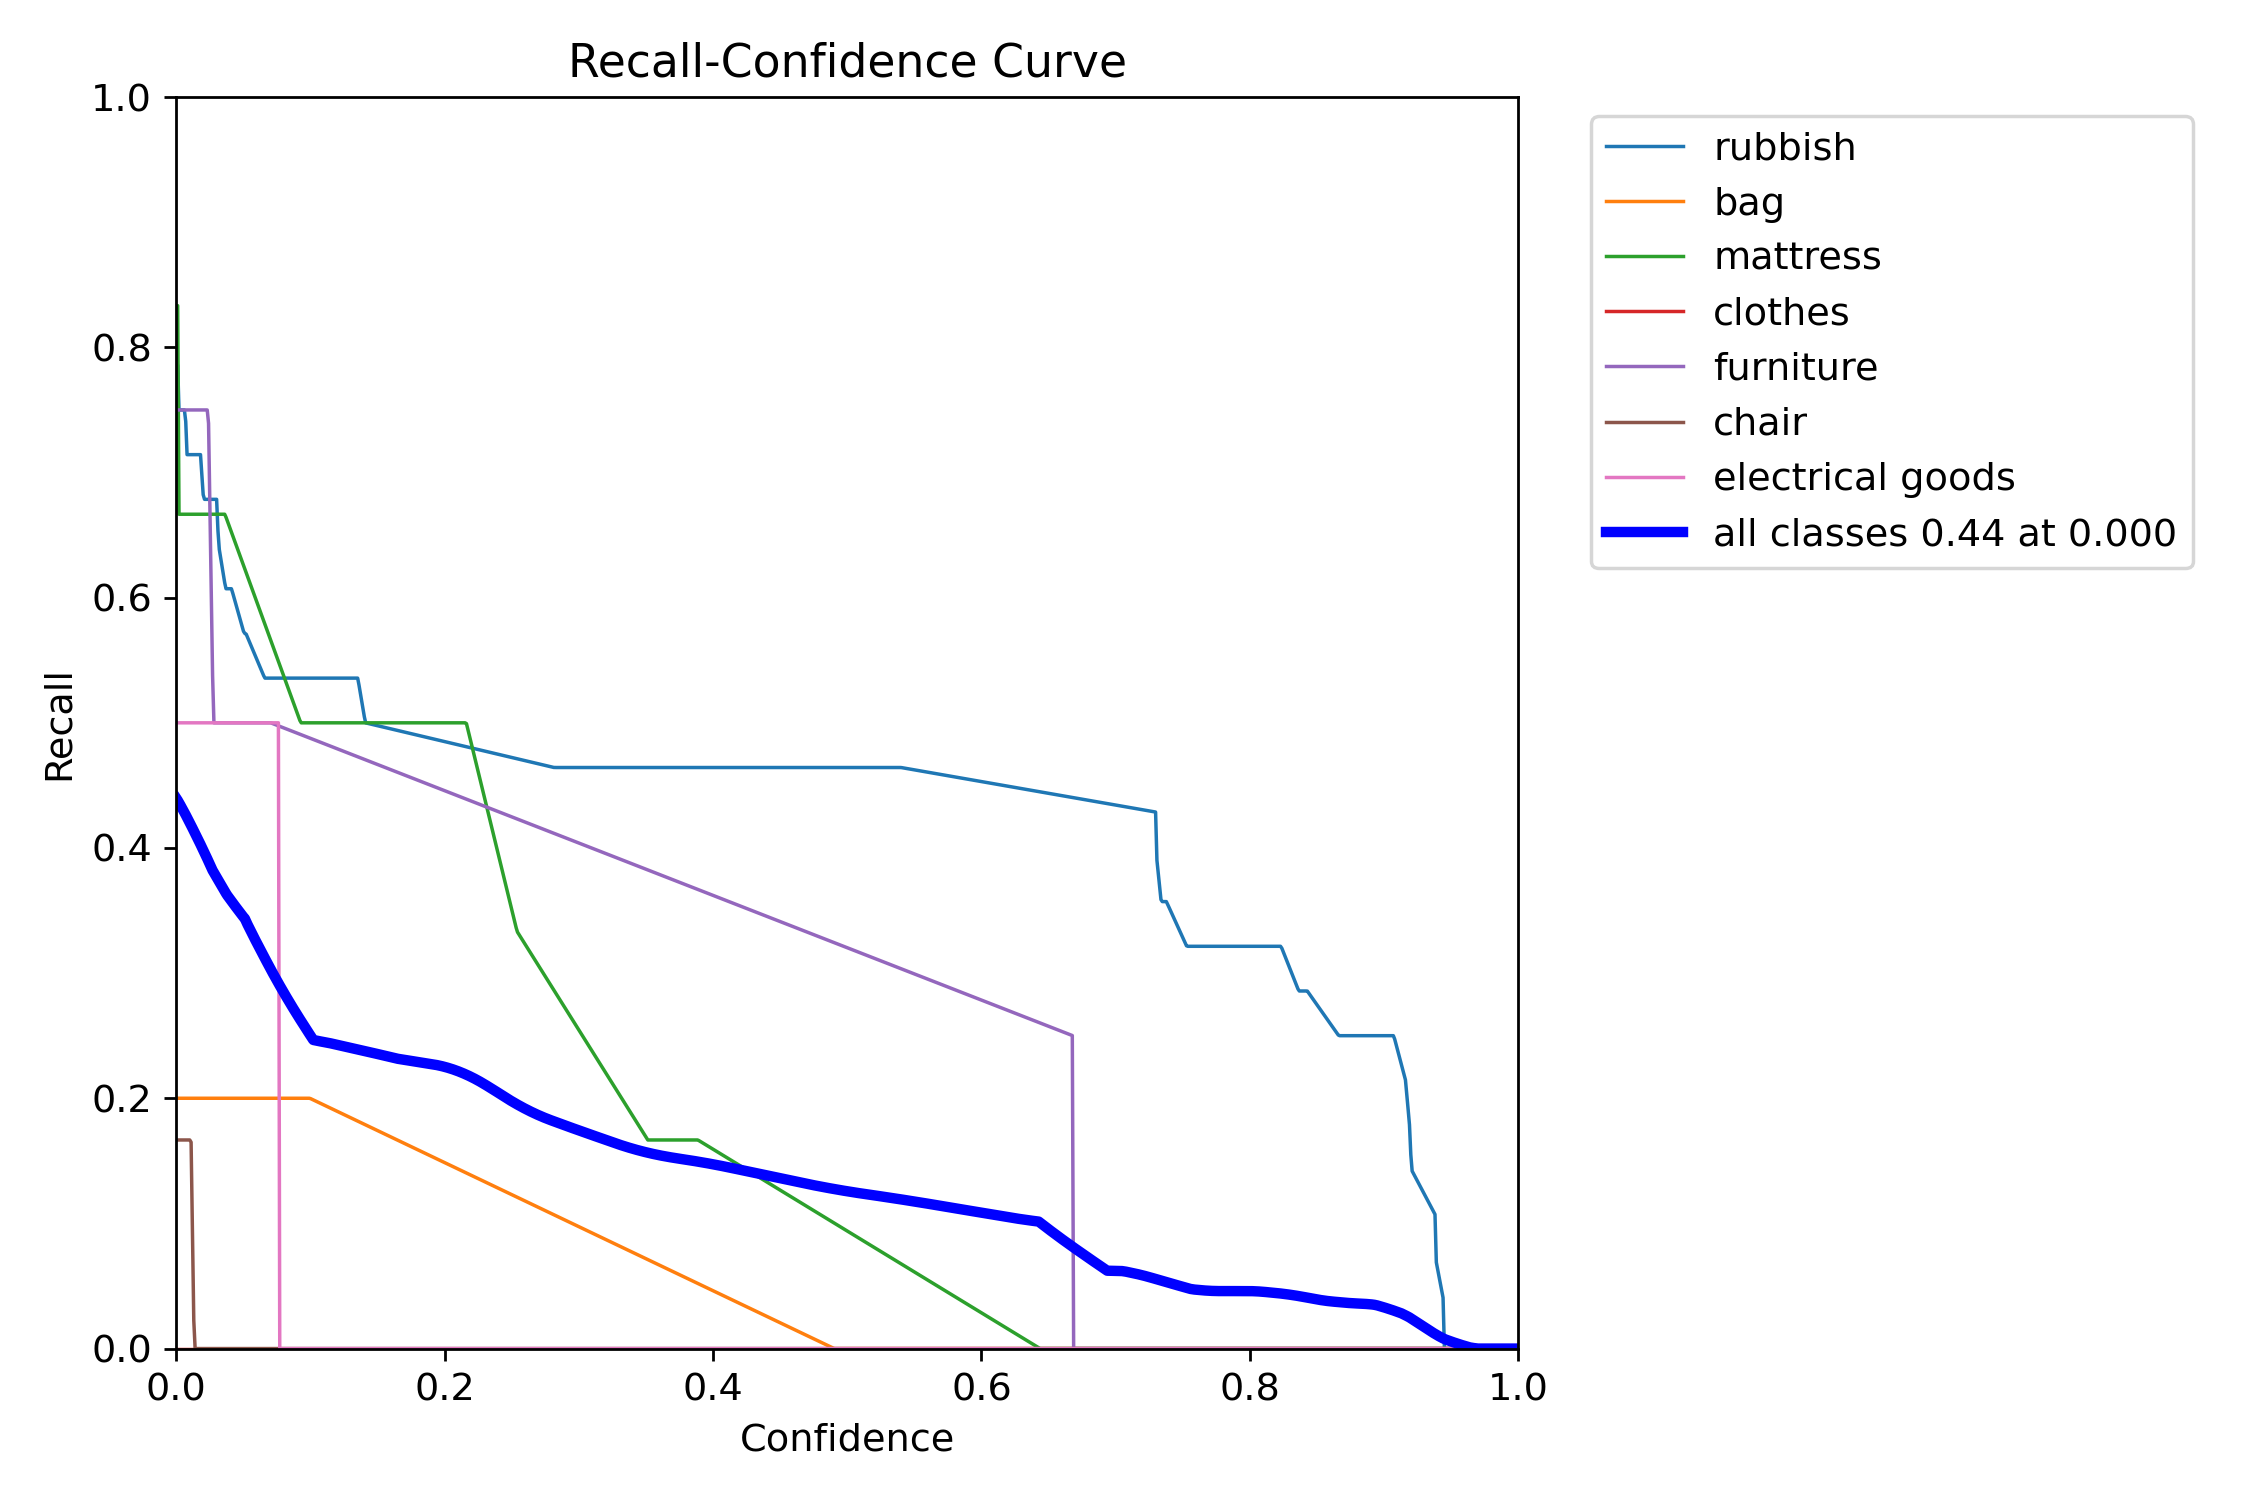 Recall-Confidence Curve
1.0
0.8
0.6
0.4
0.2
0.0
Recall
0.0 0.2 0.4 0.6 0.8 1.0
Confidence
rubbish
bag
mattress
clothes
furniture
chair
electrical goods
all classes 0.44 at 0.000